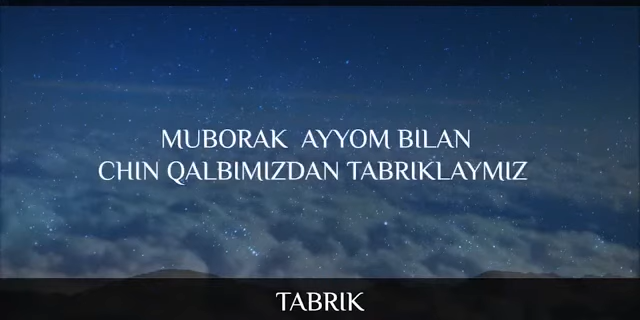 MUBORAK AYYOM BILAN
CHIN QALBIMIZDAN TABRIKLAYMIZ
TABRIK